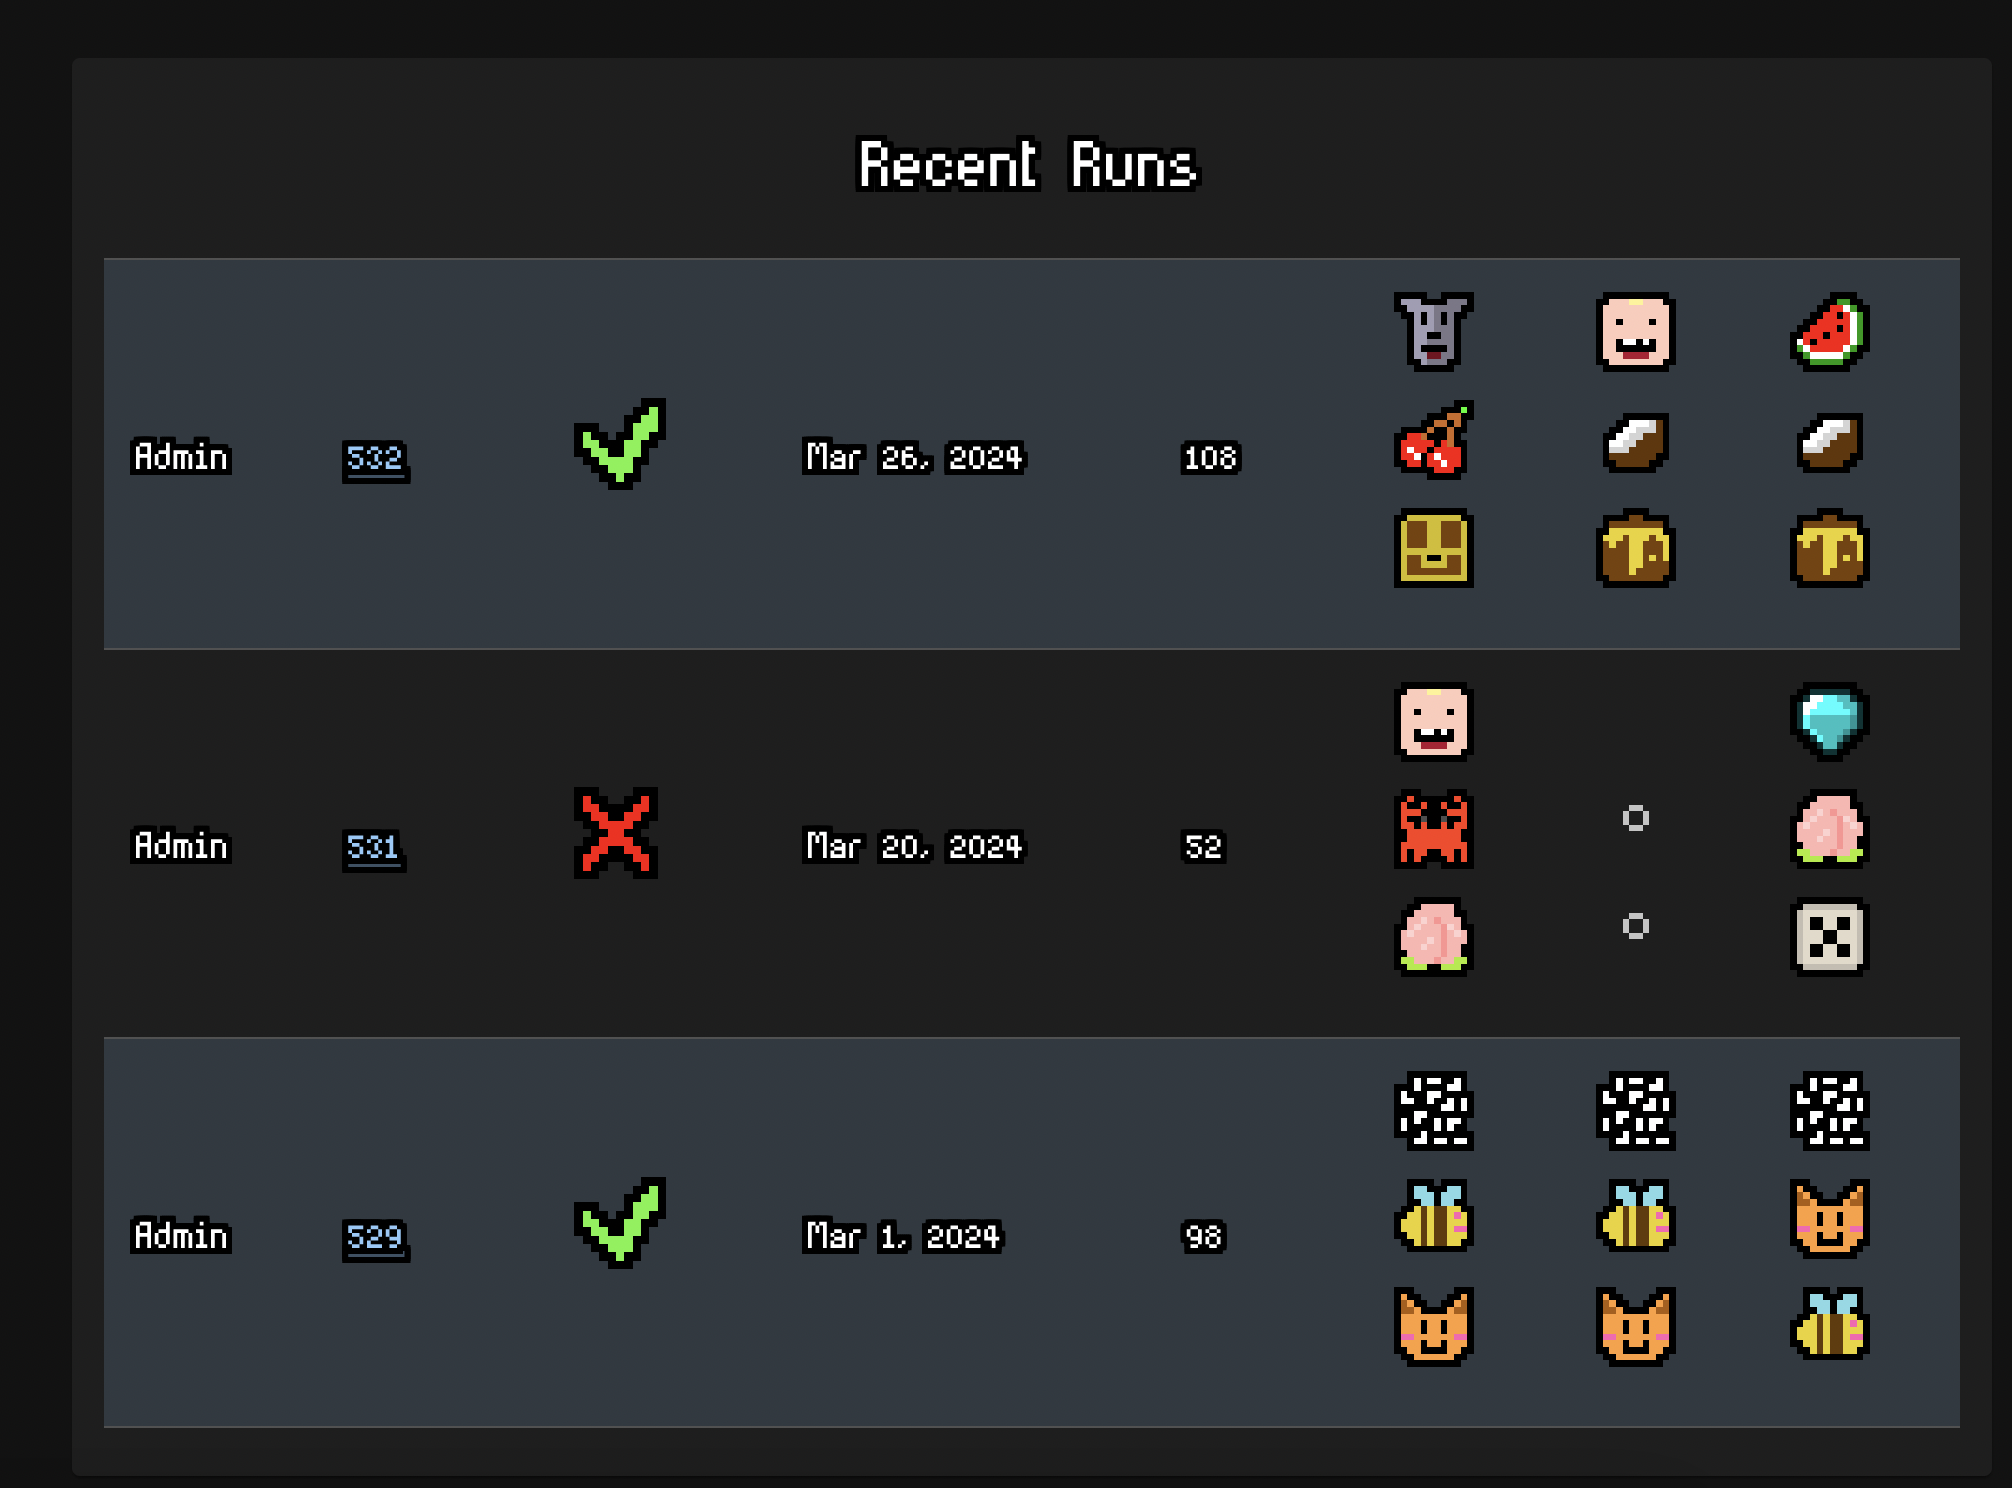 Recent Runs
Admin 532 Mar 26, 2024 108
Admin 531 Mar 20, 2024 52
Admin 529 Mar 1, 2024 98